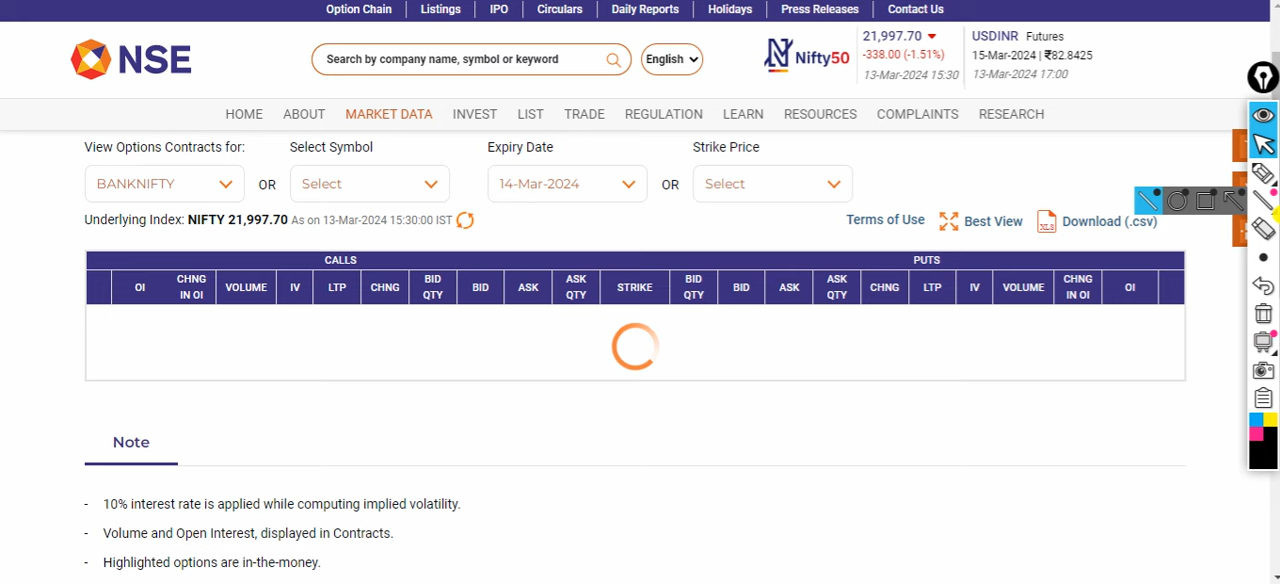 Option Chain Listings IPO Circulars Daily Reports Holidays Press Releases Contact Us
NSE
Search by company name, symbol or keyword
English
Nifty50
21,997.70
-338.00 (-1.51%)
13-Mar-2024 15:30
USDINR Futures
15-Mar-2024 | ₹82.8425
13-Mar-2024 17:00
HOME ABOUT MARKET DATA INVEST LIST TRADE REGULATION LEARN RESOURCES COMPLAINTS RESEARCH
View Options Contracts for: Select Symbol Expiry Date Strike Price
BANKNIFTY OR Select 14-Mar-2024 OR Select
Underlying Index: NIFTY 21,997.70 As on 13-Mar-2024 15:30:00 IST
Terms of Use Best View XLS Download (.csv)
CALLS PUTS
OI CHNG IN OI VOLUME IV LTP CHNG BID QTY BID ASK ASK QTY STRIKE BID QTY BID ASK ASK QTY CHNG LTP IV VOLUME CHNG IN OI OI
Note
- 10% interest rate is applied while computing implied volatility.
- Volume and Open Interest, displayed in Contracts.
- Highlighted options are in-the-money.